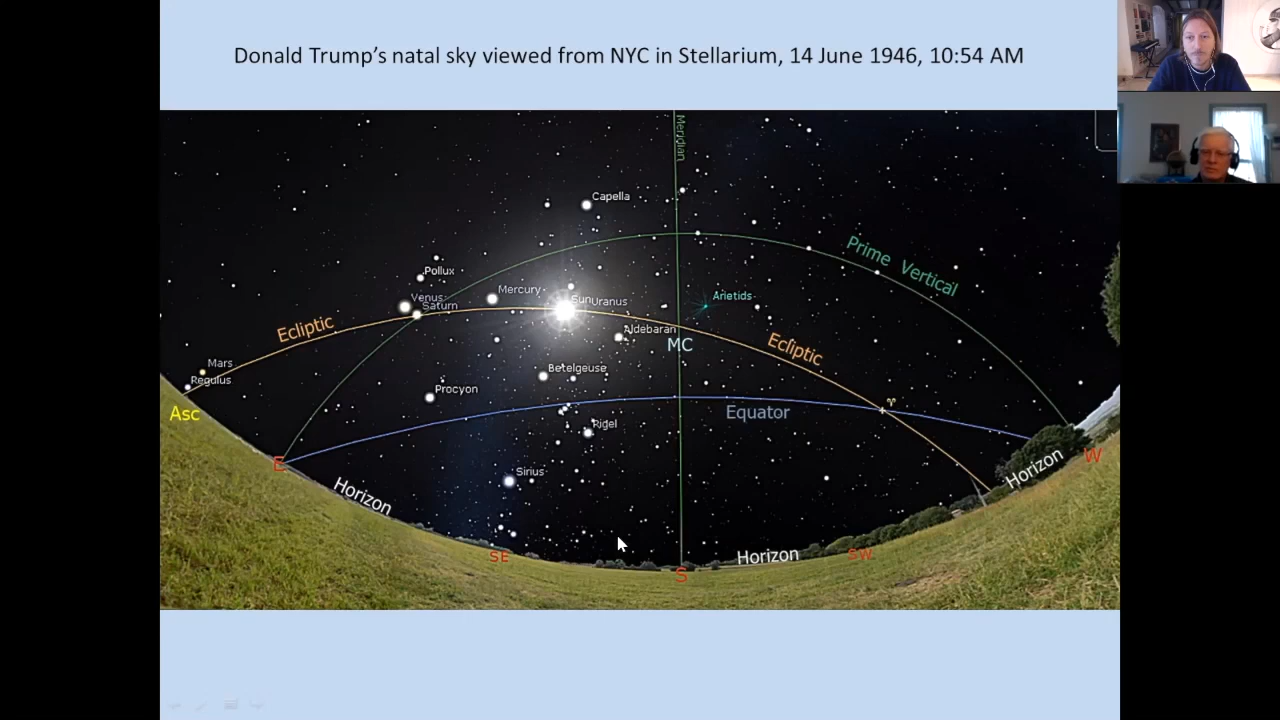 Donald Trump’s natal sky viewed from NYC in Stellarium, 14 June 1946, 10:54 AM
Meridian
Capella
Prime Vertical
Pollux
Mercury
Venus
Saturn
Sun
Uranus
Arietids
Ecliptic
Aldebaran
MC
Ecliptic
Mars
Regulus
Betelgeuse
Procyon
Asc
Equator
♈
Rigel
E
W
Sirius
Horizon
Horizon
SE
Horizon
SW
S